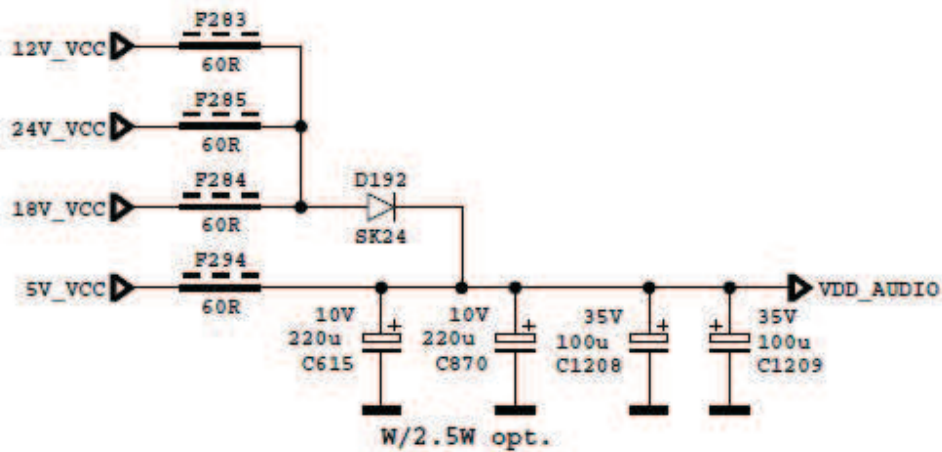 F283
12V_VCC
60R
F285
24V_VCC
60R
F284
D192
18V_VCC
60R
SK24
F294
5V_VCC
VDD_AUDIO
60R
10V 10V 35V 35V
220u 220u 100u 100u
C615 C870 C1208 C1209
+ + + +
W/2.5W opt.